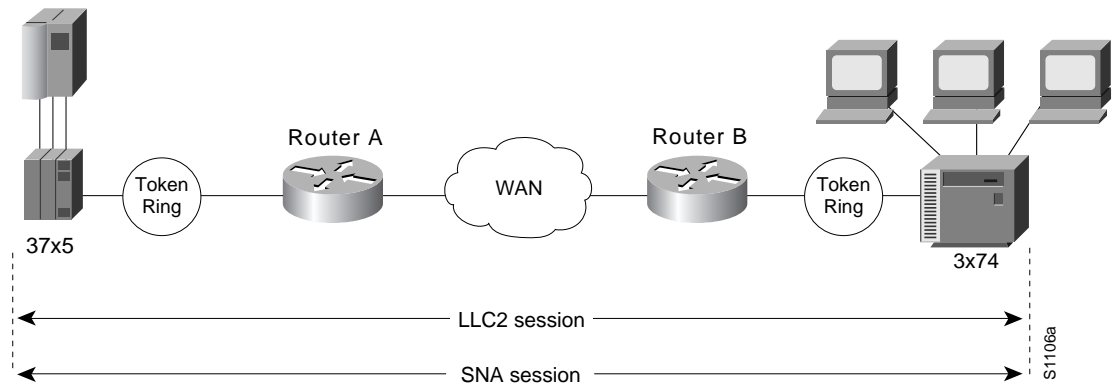 Router A
Router B
Token
Ring
WAN
Token
Ring
37x5
3x74
LLC2 session
SNA session
S1106a